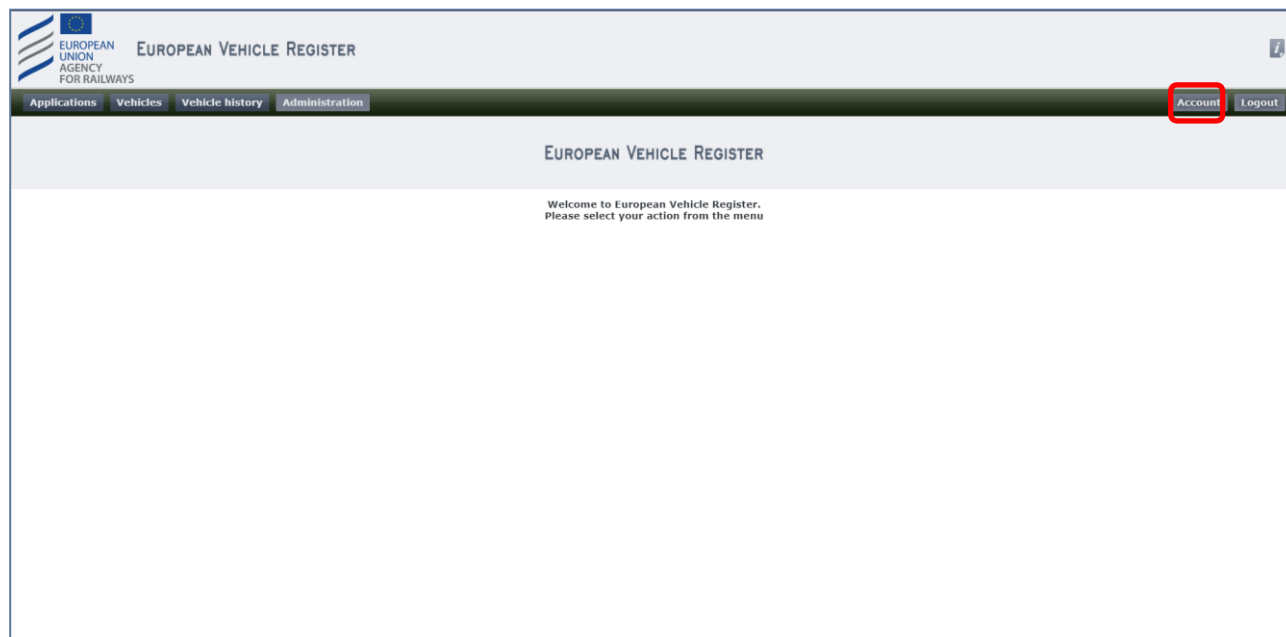 EUROPEAN
UNION
AGENCY
FOR RAILWAYS
EUROPEAN VEHICLE REGISTER
i
Applications Vehicles Vehicle history Administration Account Logout
EUROPEAN VEHICLE REGISTER
Welcome to European Vehicle Register.
Please select your action from the menu